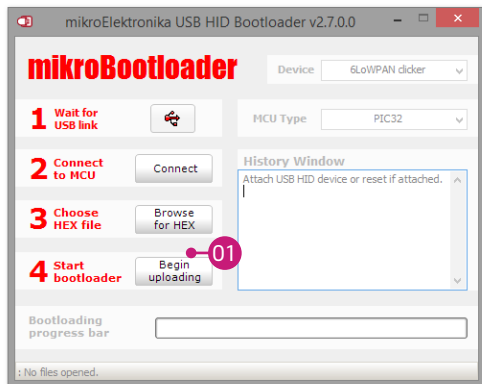 mikroElektronika USB HID Bootloader v2.7.0.0
mikroBootloader
Device
6LoWPAN clicker
1 Wait for
USB link
MCU Type
PIC32
2 Connect
to MCU
Connect
History Window
Attach USB HID device or reset if attached.
3 Choose
HEX file
Browse
for HEX
01
4 Start
bootloader
Begin
uploading
Bootloading
progress bar
: No files opened.